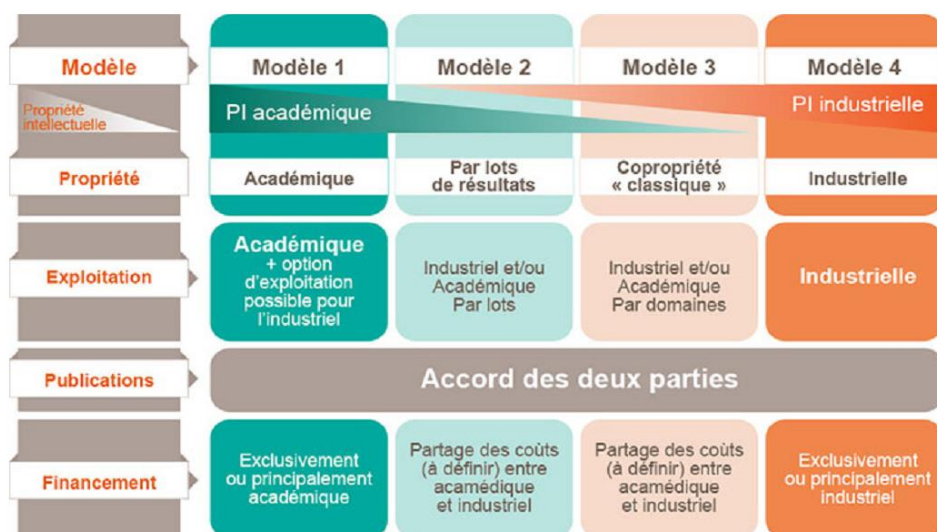 Modèle
Modèle 1
Modèle 2
Modèle 3
Modèle 4
Propriété
intellectuelle
PI académique
PI industrielle
Propriété
Académique
Par lots
de résultats
Copropriété
« classique »
Industrielle
Exploitation
Académique
+ option
d'exploitation
possible pour
l'industriel
Industriel et/ou
Académique
Par lots
Industriel et/ou
Académique
Par domaines
Industrielle
Publications
Accord des deux parties
Financement
Exclusivement
ou principalement
académique
Partage des coûts
(à définir) entre
acamédique
et industriel
Partage des coûts
(à définir) entre
acamédique
et industriel
Exclusivement
ou principalement
industriel